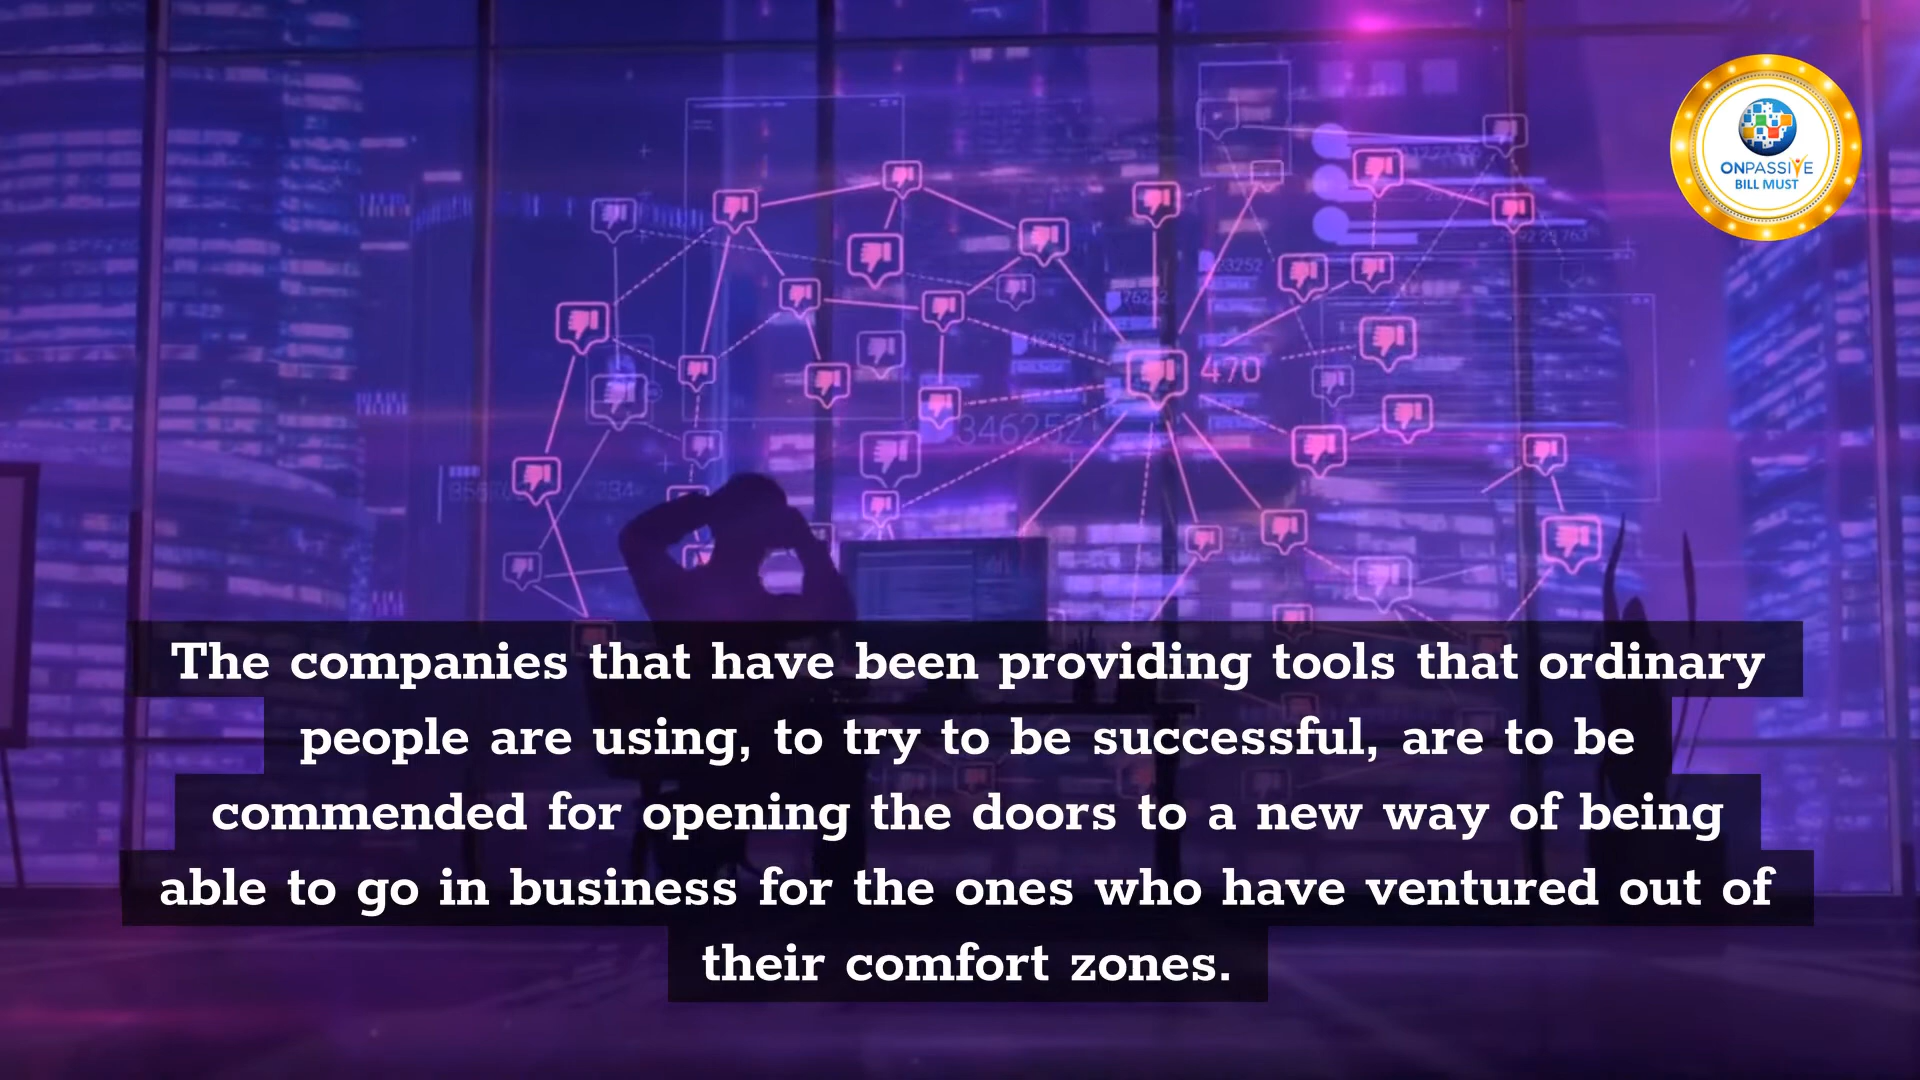 ONPASSIVE
BILL MUST
470
346252
The companies that have been providing tools that ordinary
people are using, to try to be successful, are to be
commended for opening the doors to a new way of being
able to go in business for the ones who have ventured out of
their comfort zones.